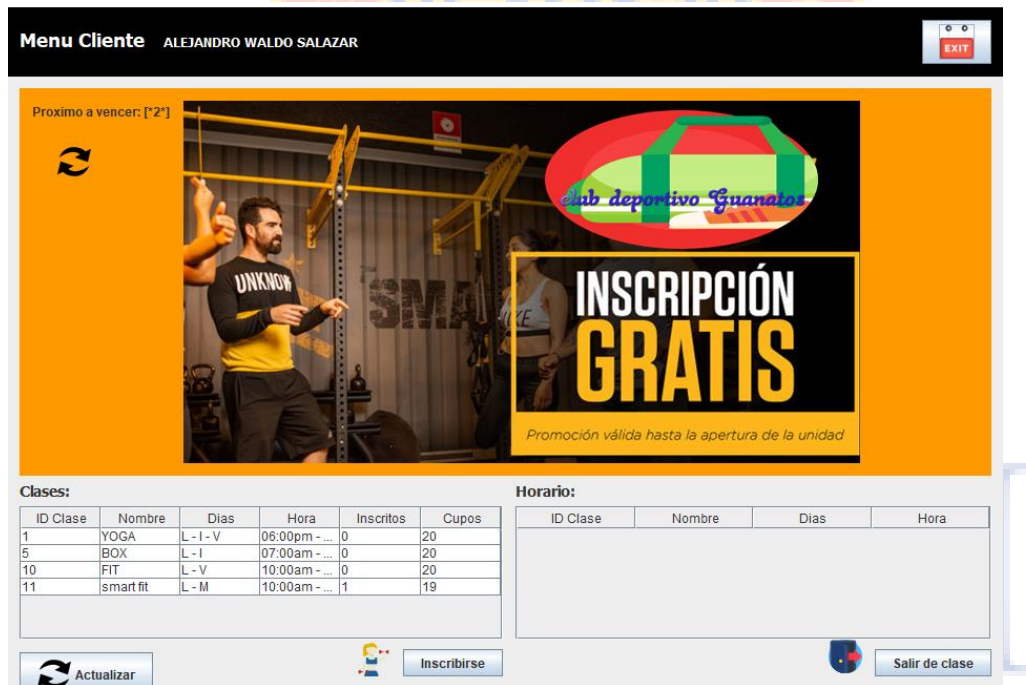 Menu Cliente ALEJANDRO WALDO SALAZAR
EXIT
Proximo a vencer: [*2*]
club deportivo Guanatos
UNKNOWN
SMA
INSCRIPCIÓN
GRATIS
Promoción válida hasta la apertura de la unidad
Clases:
ID Clase Nombre Dias Hora Inscritos Cupos
1 YOGA L - I - V 06:00pm - ... 0 20
5 BOX L - I 07:00am - ... 0 20
10 FIT L - V 10:00am - ... 0 20
11 smart fit L - M 10:00am - ... 1 19
Horario:
ID Clase Nombre Dias Hora
Actualizar
Inscribirse
Salir de clase